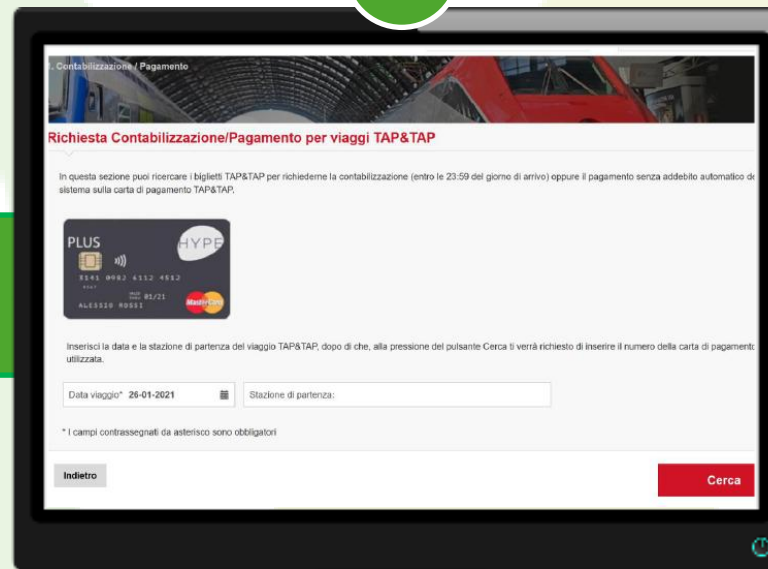 1. Contabilizzazione / Pagamento
Richiesta Contabilizzazione/Pagamento per viaggi TAP&TAP
In questa sezione puoi ricercare i biglietti TAP&TAP per richiederne la contabilizzazione (entro le 23:59 del giorno di arrivo) oppure il pagamento senza addebito automatico de
sistema sulla carta di pagamento TAP&TAP.
PLUS
HYPE
01/21
ALESSIO ROSSI
MasterCard
Inserisci la data e la stazione di partenza del viaggio TAP&TAP, dopo di che, alla pressione del pulsante Cerca ti verrà richiesto di inserire il numero della carta di pagamento
utilizzata.
Data viaggio* 26-01-2021
Stazione di partenza:
* I campi contrassegnati da asterisco sono obbligatori
Indietro
Cerca